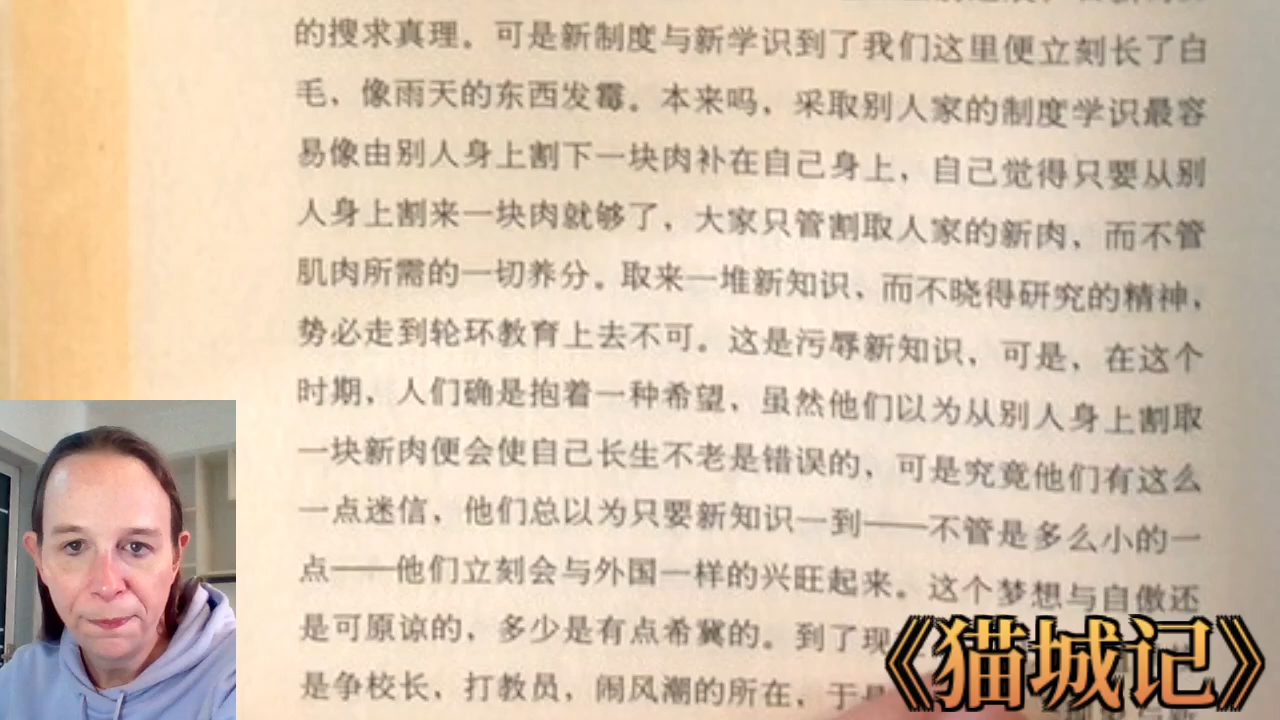 的搜求真理。可是新制度与新学识到了我们这里便立刻长了白
毛，像雨天的东西发霉。本来吗，采取别人家的制度学识最容
易像由别人身上割下一块肉补在自己身上，自己觉得只要从别
人身上割来一块肉就够了，大家只管割取人家的新肉，而不管
肌肉所需的一切养分。取来一堆新知识，而不晓得研究的精神，
势必走到轮环教育上去不可。这是污辱新知识，可是，在这个
时期，人们确是抱着一种希望，虽然他们以为从别人身上割取
一块新肉便会使自己长生不老是错误的，可是究竟他们有这么
一点迷信，他们总以为只要新知识一到——不管是多么小的一
点——他们立刻会与外国一样的兴旺起来。这个梦想与自傲还
是可原谅的，多少是有点希冀的。到了现
是争校长，打教员，闹风潮的所在，于是
《猫城记》